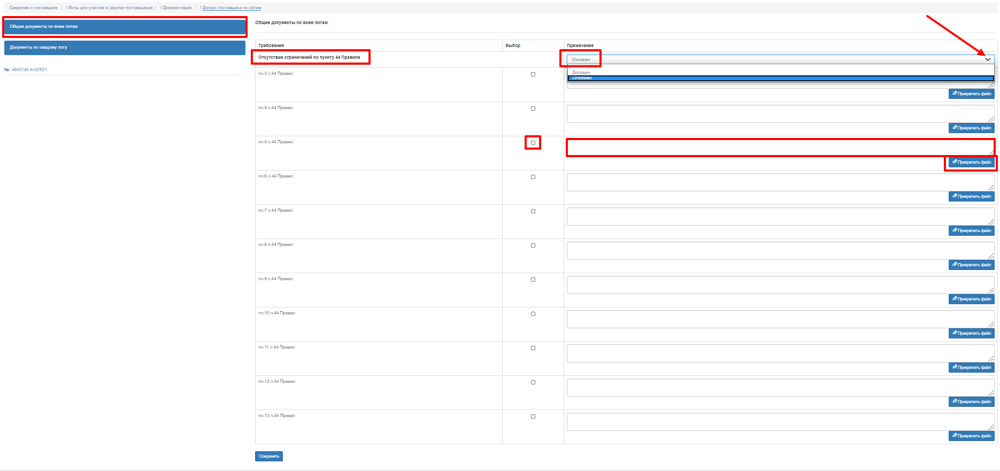 Сведения о поставщике / / Лоты для участия в закупке поставщиком / / Документация / / Допуск поставщика по лотам
Общие документы по всем лотам
Документы по каждому лоту
№: 4600748-КпОПО1
Общие документы по всем лотам
Требования Выбор Примечание
Отсутствие ограничений по пункту 44 Правила Отклонен
Допущен
Отклонен
пп.3 п.44 Правил
Прикрепить файл
пп.4 п.44 Правил
Прикрепить файл
пп.5 п.44 Правил
Прикрепить файл
пп.6 п.44 Правил
Прикрепить файл
пп.7 п.44 Правил
Прикрепить файл
пп.8 п.44 Правил
Прикрепить файл
пп.9 п.44 Правил
Прикрепить файл
пп.10 п.44 Правил
Прикрепить файл
пп.11 п.44 Правил
Прикрепить файл
пп.12 п.44 Правил
Прикрепить файл
пп.13 п.44 Правил
Прикрепить файл
Сохранить